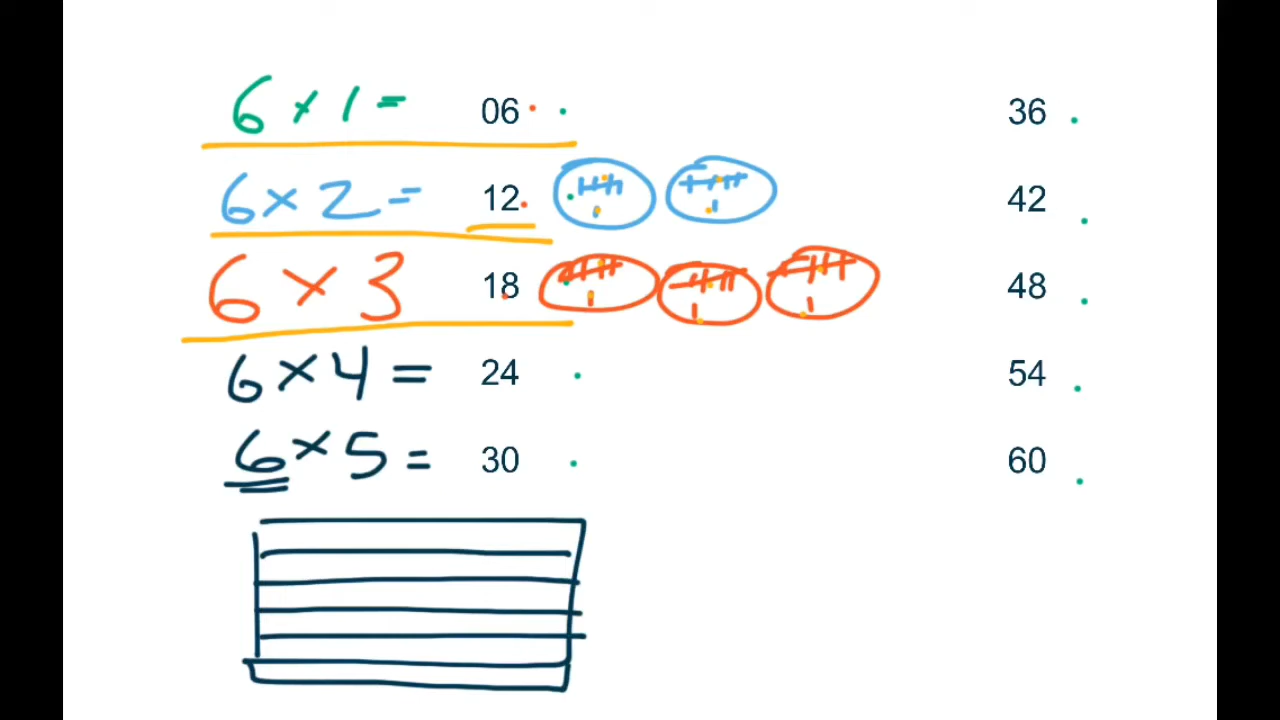 6 × 1 = 06
6 × 2 = 12
6 × 3 18
6 × 4 = 24
6 × 5 = 30
36
42
48
54
60